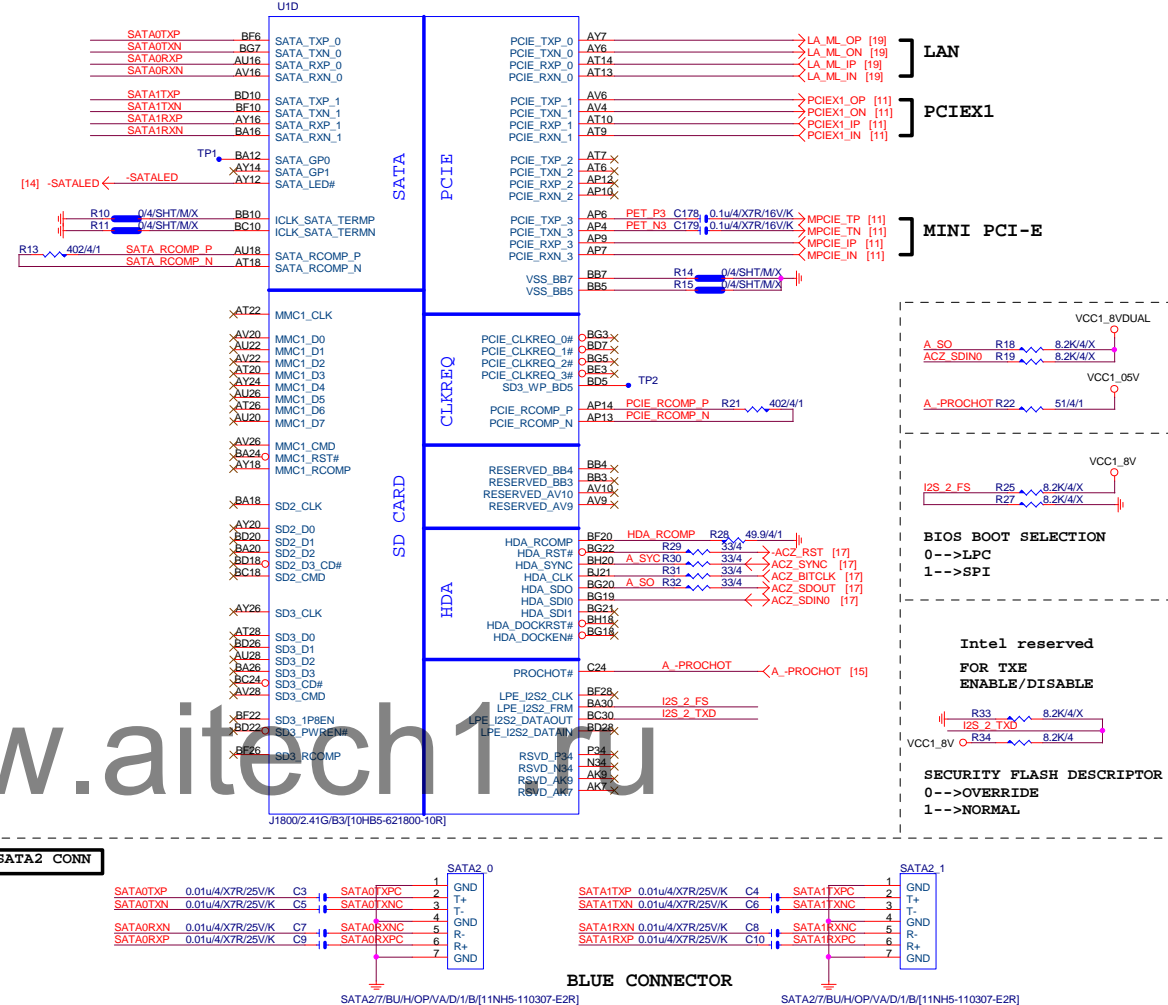 U1D
SATA0TXP BF6 SATA_TXP_0 PCIE_TXP_0 AY7 LA_ML_OP [19]
SATA0TXN BG7 SATA_TXN_0 PCIE_TXN_0 AY6 LA_ML_ON [19] LAN
SATA0RXP AU16 SATA_RXP_0 PCIE_RXP_0 AT14 LA_ML_IP [19]
SATA0RXN AV16 SATA_RXN_0 PCIE_RXN_0 AT13 LA_ML_IN [19]
SATA1TXP BD10 SATA_TXP_1 PCIE_TXP_1 AV6 PCIEX1_OP [11]
SATA1TXN BF10 SATA_TXN_1 PCIE_TXN_1 AV4 PCIEX1_ON [11] PCIEX1
SATA1RXP AY16 SATA_RXP_1 PCIE_RXP_1 AT10 PCIEX1_IP [11]
SATA1RXN BA16 SATA_RXN_1 PCIE_RXN_1 AT9 PCIEX1_IN [11]
TP1 BA12 SATA_GP0 PCIE_TXP_2 AT7
AY14 SATA_GP1 PCIE_TXN_2 AT6
[14] -SATALED -SATALED AY12 SATA_LED# PCIE_RXP_2 AP12
PCIE_RXN_2 AP10
SATA PCIE
R10 0/4/SHT/M/X BB10 ICLK_SATA_TERMP PCIE_TXP_3 AP6 PET_P3 C178 0.1u/4/X7R/16V/K MPCIE_TP [11]
R11 0/4/SHT/M/X BC10 ICLK_SATA_TERMN PCIE_TXN_3 AP4 PET_N3 C179 0.1u/4/X7R/16V/K MPCIE_TN [11] MINI PCI-E
PCIE_RXP_3 AP9 MPCIE_IP [11]
R13 402/4/1 SATA_RCOMP_P AU18 SATA_RCOMP_P PCIE_RXN_3 AP7 MPCIE_IN [11]
SATA_RCOMP_N AT18 SATA_RCOMP_N
VSS_BB7 BB7 R14 0/4/SHT/M/X
VSS_BB5 BB5 R15 0/4/SHT/M/X
AT22 MMC1_CLK
AV20 MMC1_D0 PCIE_CLKREQ_0# BG3
AU22 MMC1_D1 PCIE_CLKREQ_1# BD7
AV22 MMC1_D2 PCIE_CLKREQ_2# BG5
AT20 MMC1_D3 PCIE_CLKREQ_3# BE3
AY24 MMC1_D4 SD3_WP_BD5 BD5 TP2
AU26 MMC1_D5
AT26 MMC1_D6 PCIE_RCOMP_P AP14 PCIE_RCOMP_P R21 402/4/1
AU20 MMC1_D7 PCIE_RCOMP_N AP13 PCIE_RCOMP_N
CLKREQ
AV26 MMC1_CMD
BA24 MMC1_RST#
AY18 MMC1_RCOMP
RESERVED_BB4 BB4
RESERVED_BB3 BB3
RESERVED_AV10 AV10
RESERVED_AV9 AV9
BA18 SD2_CLK
SD CARD
AY20 SD2_D0
BD20 SD2_D1
BA20 SD2_D2
BD18 SD2_D3_CD#
BC18 SD2_CMD
HDA_RCOMP BF20 HDA_RCOMP R28 49.9/4/1
HDA_RST# BG22 R29 33/4 -ACZ_RST [17]
HDA_SYNC BH20 A_SYC R30 33/4 ACZ_SYNC [17]
HDA_CLK BJ21 R31 33/4 ACZ_BITCLK [17]
HDA_SDO BG20 A_SO R32 33/4 ACZ_SDOUT [17]
HDA_SDI0 BG19 ACZ_SDIN0 [17]
HDA_SDI1 BG21
HDA_DOCKRST# BH18
HDA_DOCKEN# BG18
HDA
AY26 SD3_CLK
AT28 SD3_D0
BD26 SD3_D1
AU28 SD3_D2
BA26 SD3_D3
BC24 SD3_CD#
AV28 SD3_CMD
BF22 SD3_1P8EN
BD22 SD3_PWREN#
BF26 SD3_RCOMP
PROCHOT# C24 A_-PROCHOT A_-PROCHOT [15]
LPE_I2S2_CLK BF28
LPE_I2S2_FRM BA30 I2S_2_FS
LPE_I2S2_DATAOUT BC30 I2S_2_TXD
LPE_I2S2_DATAIN BD28
RSVD_P34 P34
RSVD_N34 N34
RSVD_AK9 AK9
RSVD_AK7 AK7
J1800/2.41G/B3/[10HB5-621800-10R]
w.aitech1.ru
VCC1_8VDUAL
A_SO R18 8.2K/4/X
ACZ_SDIN0 R19 8.2K/4/X
VCC1_05V
A_-PROCHOT R22 51/4/1
VCC1_8V
I2S_2_FS R25 8.2K/4/X
R27 8.2K/4/X
BIOS BOOT SELECTION
0-->LPC
1-->SPI
Intel reserved
FOR TXE
ENABLE/DISABLE
R33 8.2K/4/X
I2S_2_TXD
VCC1_8V R34 8.2K/4
SECURITY FLASH DESCRIPTOR
0-->OVERRIDE
1-->NORMAL
SATA2 CONN
SATA2_0
SATA0TXP 0.01u/4/X7R/25V/K C3 SATA0TXPC
SATA0TXN 0.01u/4/X7R/25V/K C5 SATA0TXNC
SATA0RXN 0.01u/4/X7R/25V/K C7 SATA0RXNC
SATA0RXP 0.01u/4/X7R/25V/K C9 SATA0RXPC
1 GND
2 T+
3 T-
4 GND
5 R-
6 R+
7 GND
SATA2/7/BU/H/OP/VA/D/1/B/[11NH5-110307-E2R]
BLUE CONNECTOR
SATA2_1
SATA1TXP 0.01u/4/X7R/25V/K C4 SATA1TXPC
SATA1TXN 0.01u/4/X7R/25V/K C6 SATA1TXNC
SATA1RXN 0.01u/4/X7R/25V/K C8 SATA1RXNC
SATA1RXP 0.01u/4/X7R/25V/K C10 SATA1RXPC
1 GND
2 T+
3 T-
4 GND
5 R-
6 R+
7 GND
SATA2/7/BU/H/OP/VA/D/1/B/[11NH5-110307-E2R]